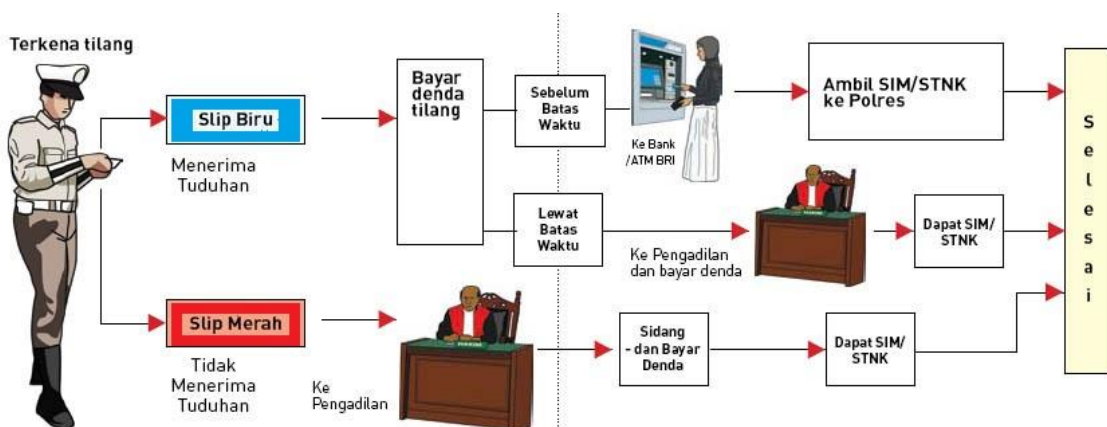 Terkena tilang
Slip Biru
Menerima
Tuduhan
Bayar
denda
tilang
Sebelum
Batas
Waktu
Ke Bank
/ATM BRI
Ambil SIM/STNK
ke Polres
Lewat
Batas
Waktu
Ke Pengadilan
dan bayar denda
Dapat SIM/
STNK
Slip Merah
Tidak
Menerima
Tuduhan
Ke
Pengadilan
Sidang
- dan Bayar
Denda
Dapat SIM/
STNK
S
e
l
e
s
a
i